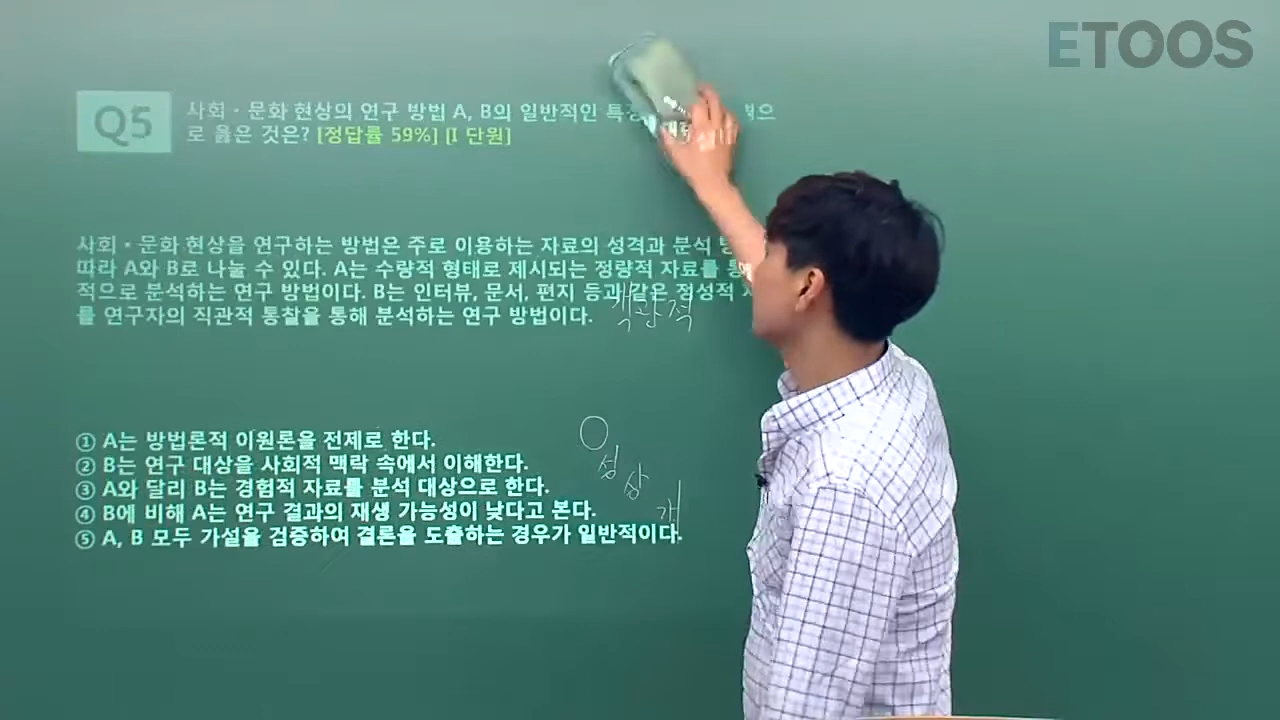 ETOOS
Q5
사회·문화 현상의 연구 방법 A, B의 일반적인
로 옳은 것은? [정답률 59%] [I 단원]
사회·문화 현상을 연구하는 방법은 주로 이용하는 자료의 성격과 분석
따라 A와 B로 나눌 수 있다. A는 수량적 형태로 제시되는 정량적 자료를
적으로 분석하는 연구 방법이다. B는 인터뷰, 문서, 편지 등과 같은 정성적
를 연구자의 직관적 통찰을 통해 분석하는 연구 방법이다.
객관적
① A는 방법론적 이원론을 전제로 한다.
② B는 연구 대상을 사회적 맥락 속에서 이해한다.
③ A와 달리 B는 경험적 자료를 분석 대상으로 한다.
④ B에 비해 A는 연구 결과의 재생 가능성이 낮다고 본다.
⑤ A, B 모두 가설을 검증하여 결론을 도출하는 경우가 일반적이다.
성
상
개